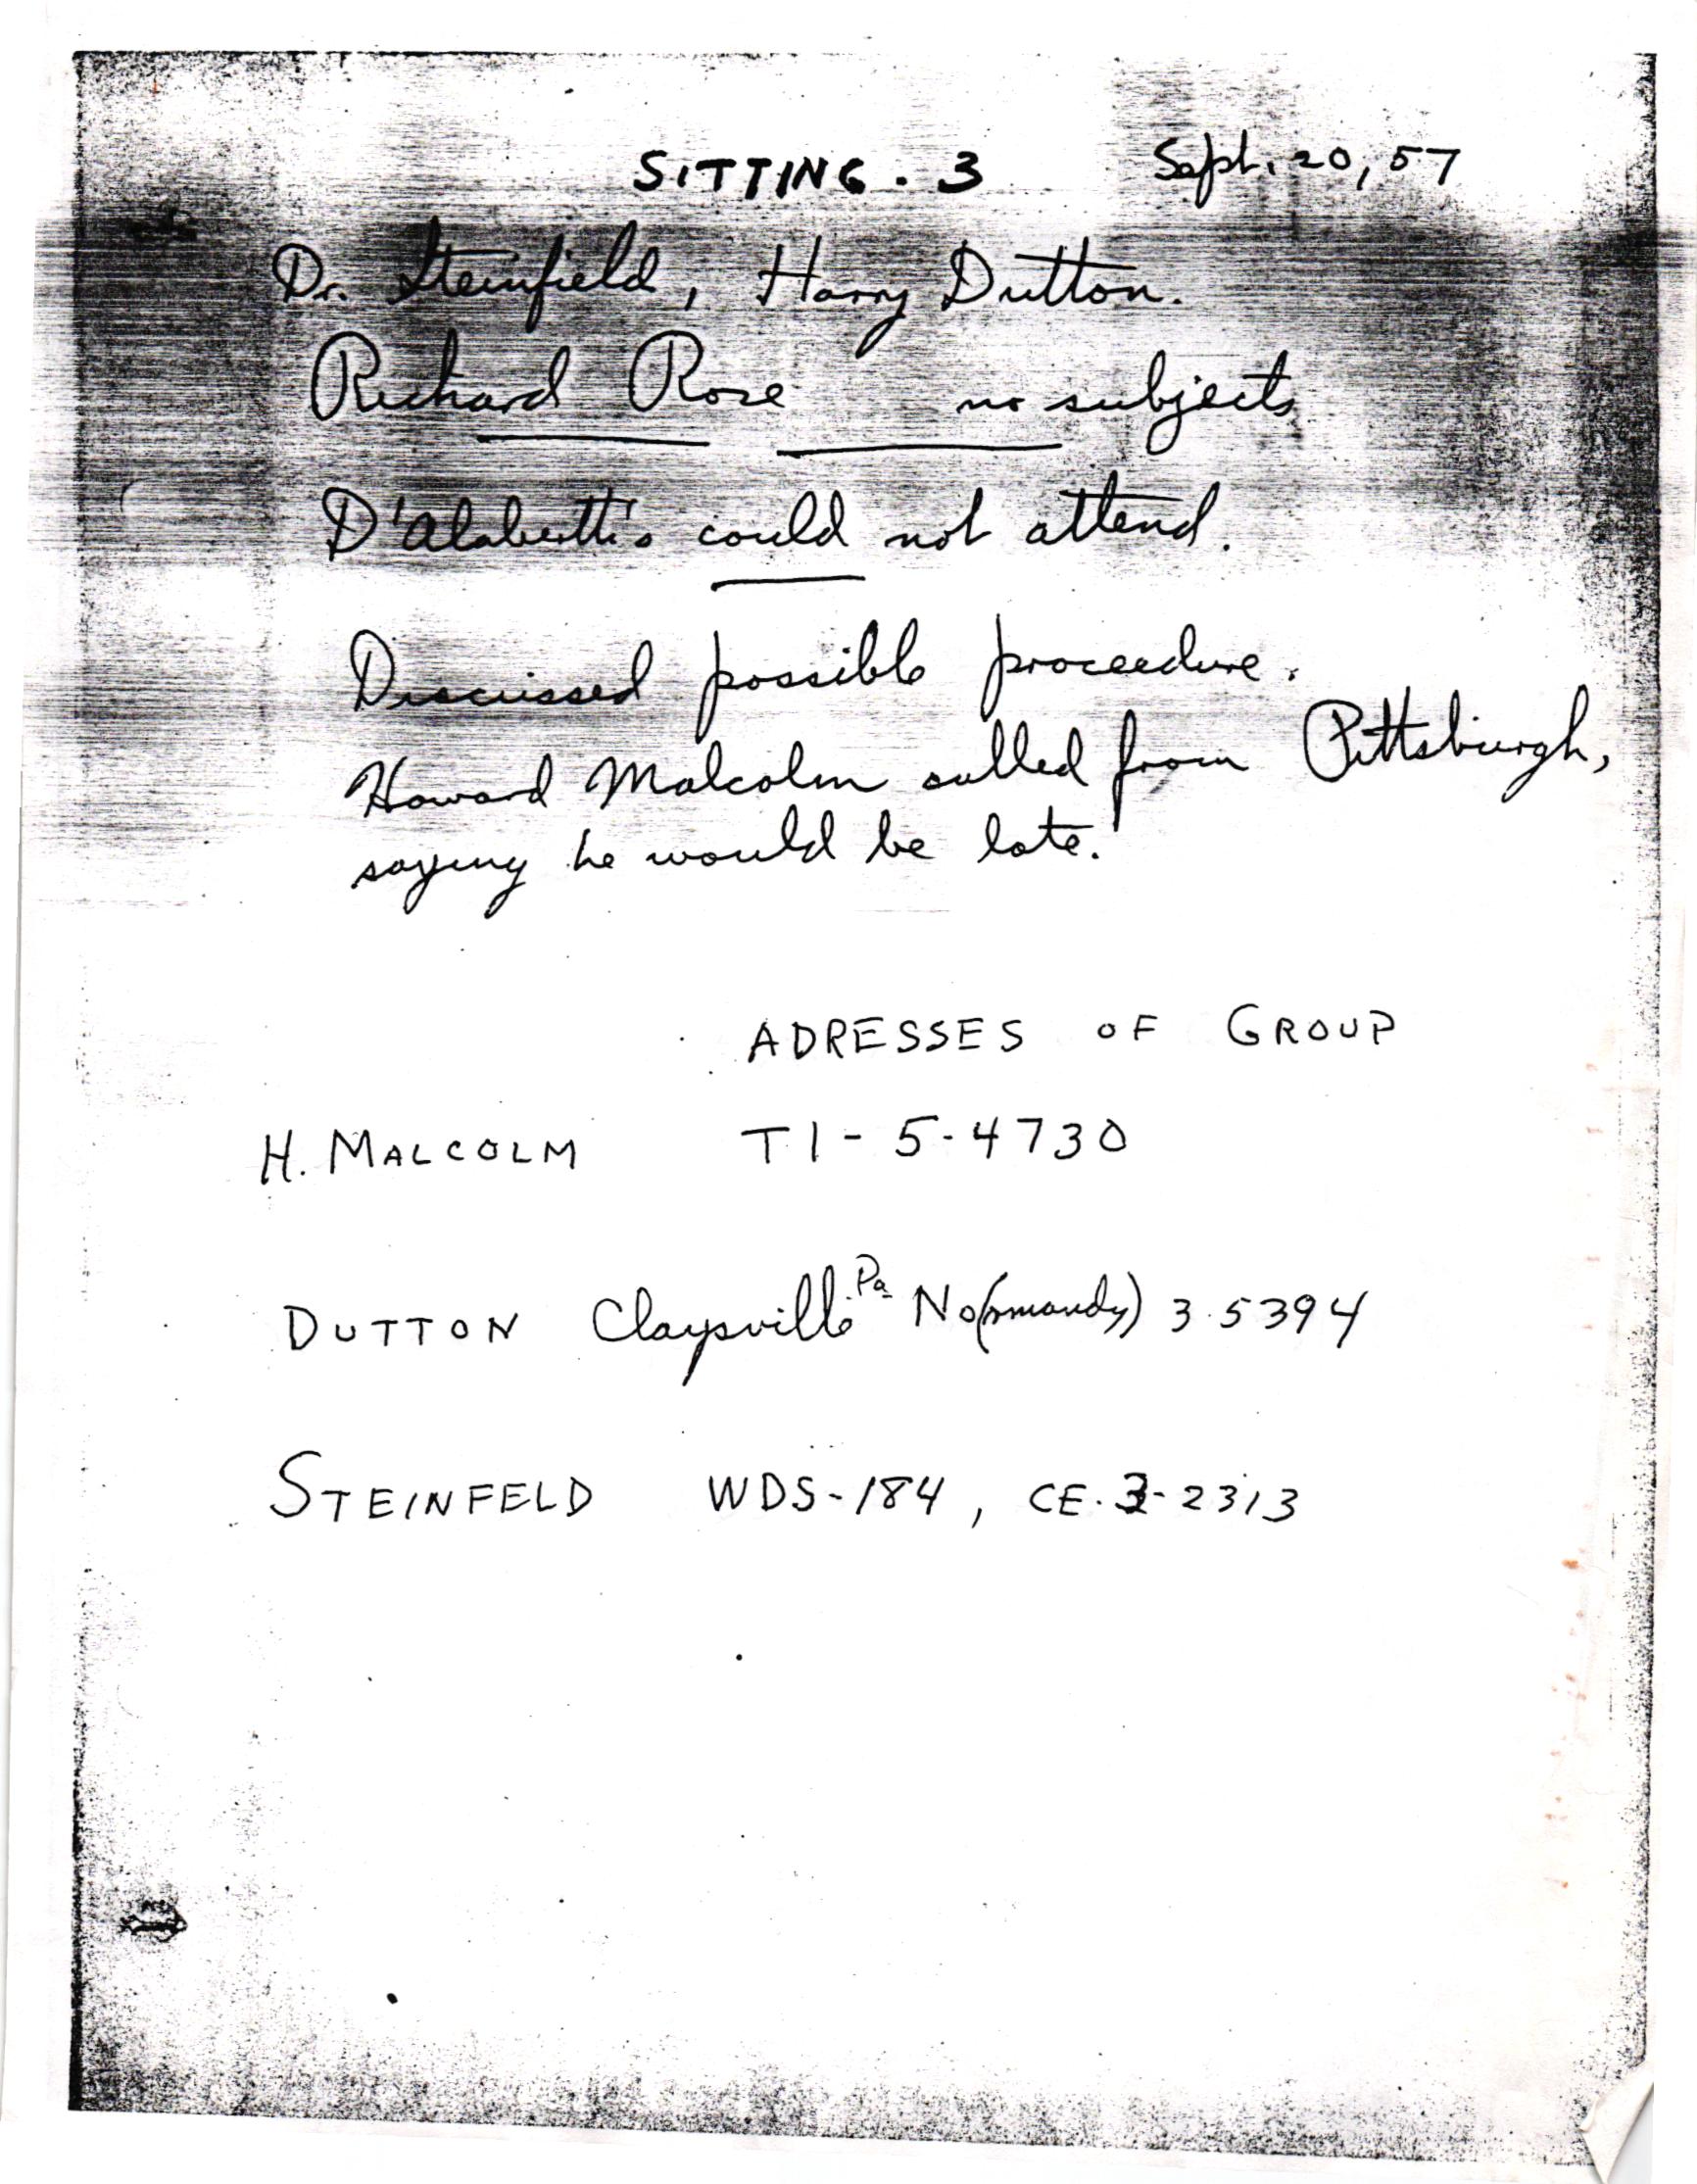 SITTING. 3 Sept. 20, 57
Dr. Steinfield, Harry Dutton.
Richard Rose no subjects
D'Alaberti's could not attend.
Discussed possible proceedure.
Howard Malcolm called from Pittsburgh,
saying he would be late.
ADRESSES OF GROUP
H. MALCOLM TI-5-4730
DUTTON Claysville Pa. No(rmandy) 3.5394
STEINFELD WDS-184, CE.3-2313